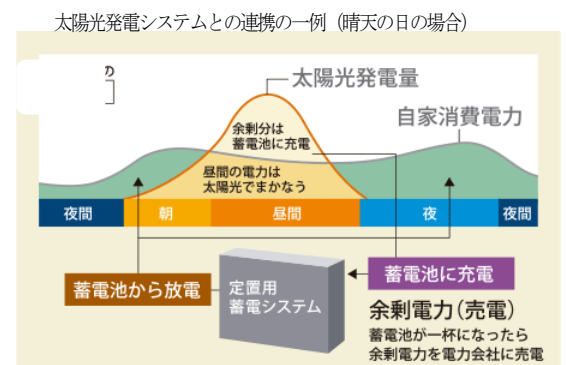 太陽光発電システムとの連携の一例（晴天の日の場合）
の
太陽光発電量
自家消費電力
余剰分は
蓄電池に充電
昼間の電力は
太陽光でまかなう
夜間 朝 昼間 夜 夜間
蓄電池から放電
定置用
蓄電システム
蓄電池に充電
余剰電力（売電）
蓄電池が一杯になったら
余剰電力を電力会社に売電